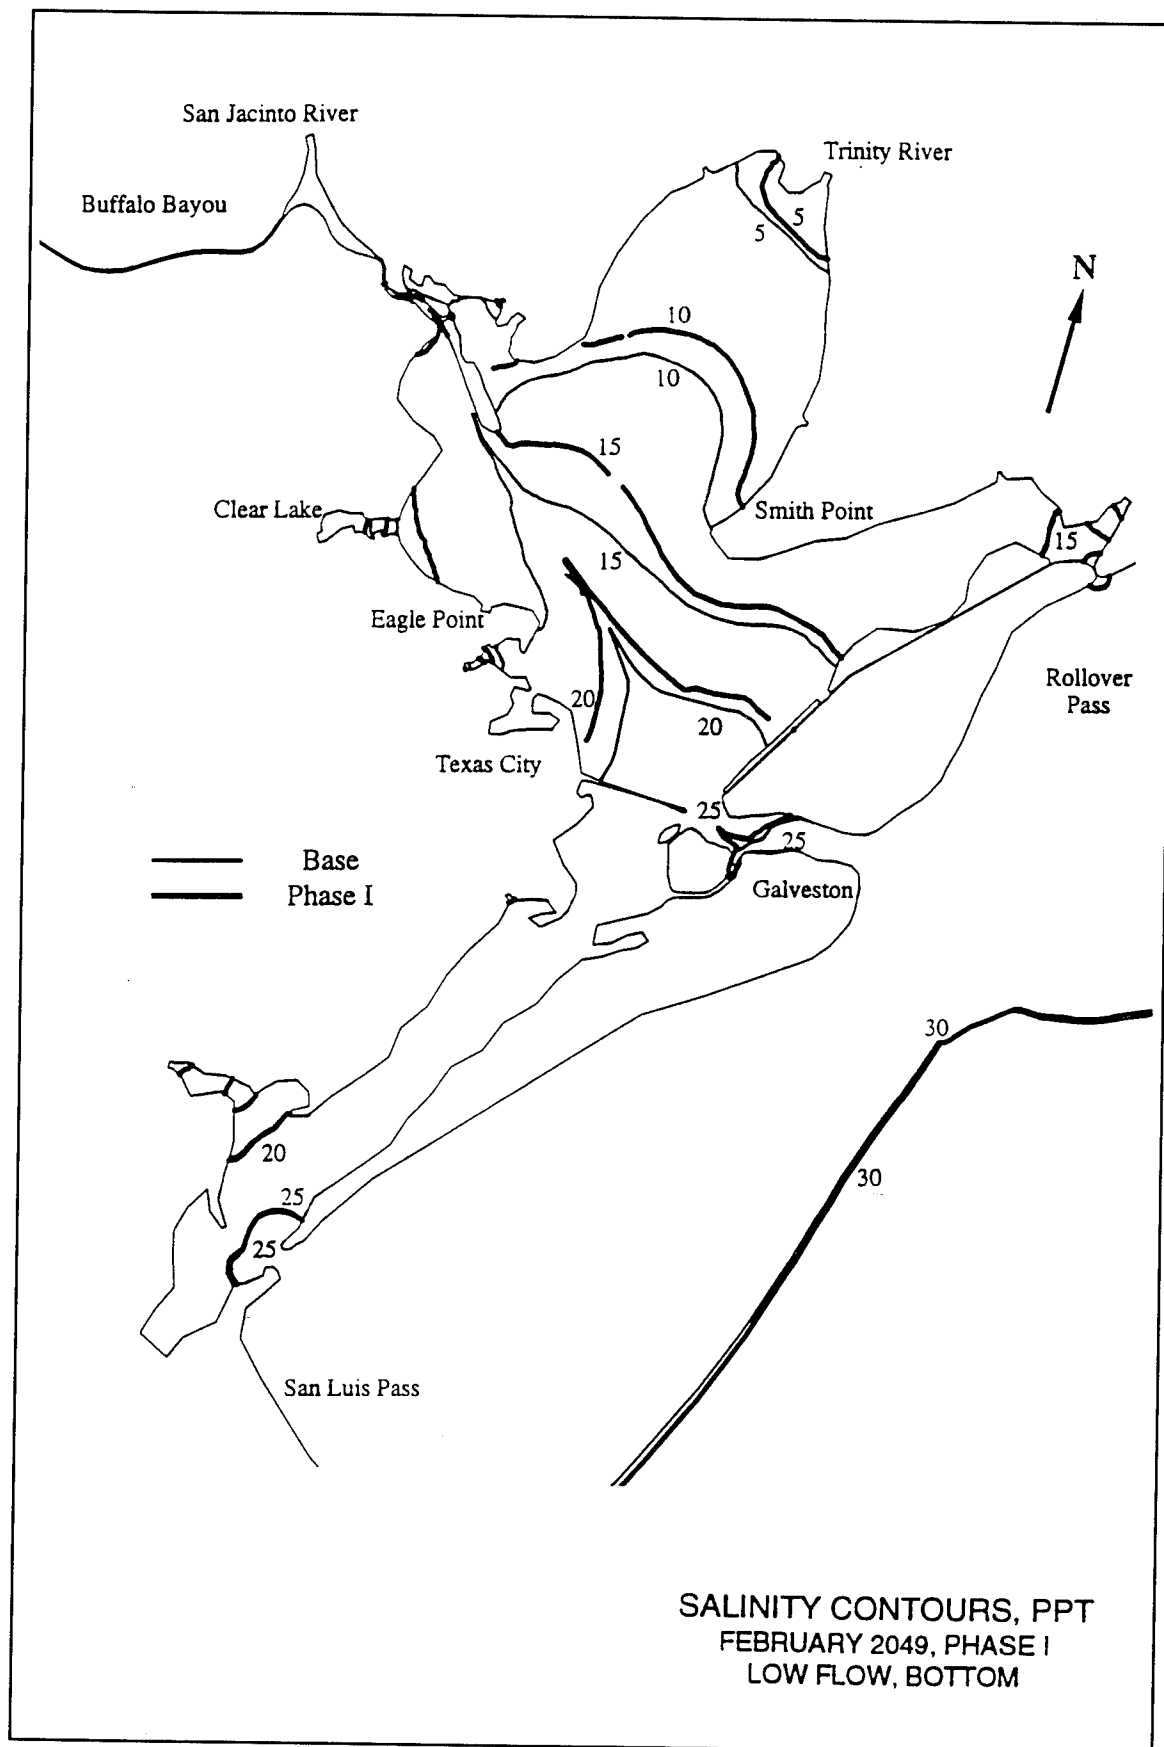 San Jacinto River
Trinity River
Buffalo Bayou
5
5
N
10
10
15
Clear Lake
Smith Point
15
15
Eagle Point
Rollover
Pass
20
20
Texas City
25
25
Base
Phase I
Galveston
30
30
20
25
25
San Luis Pass
SALINITY CONTOURS, PPT
FEBRUARY 2049, PHASE I
LOW FLOW, BOTTOM